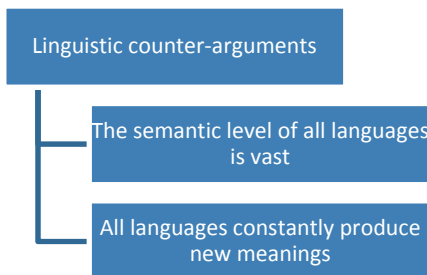 Linguistic counter-arguments
The semantic level of all languages
is vast
All languages constantly produce
new meanings